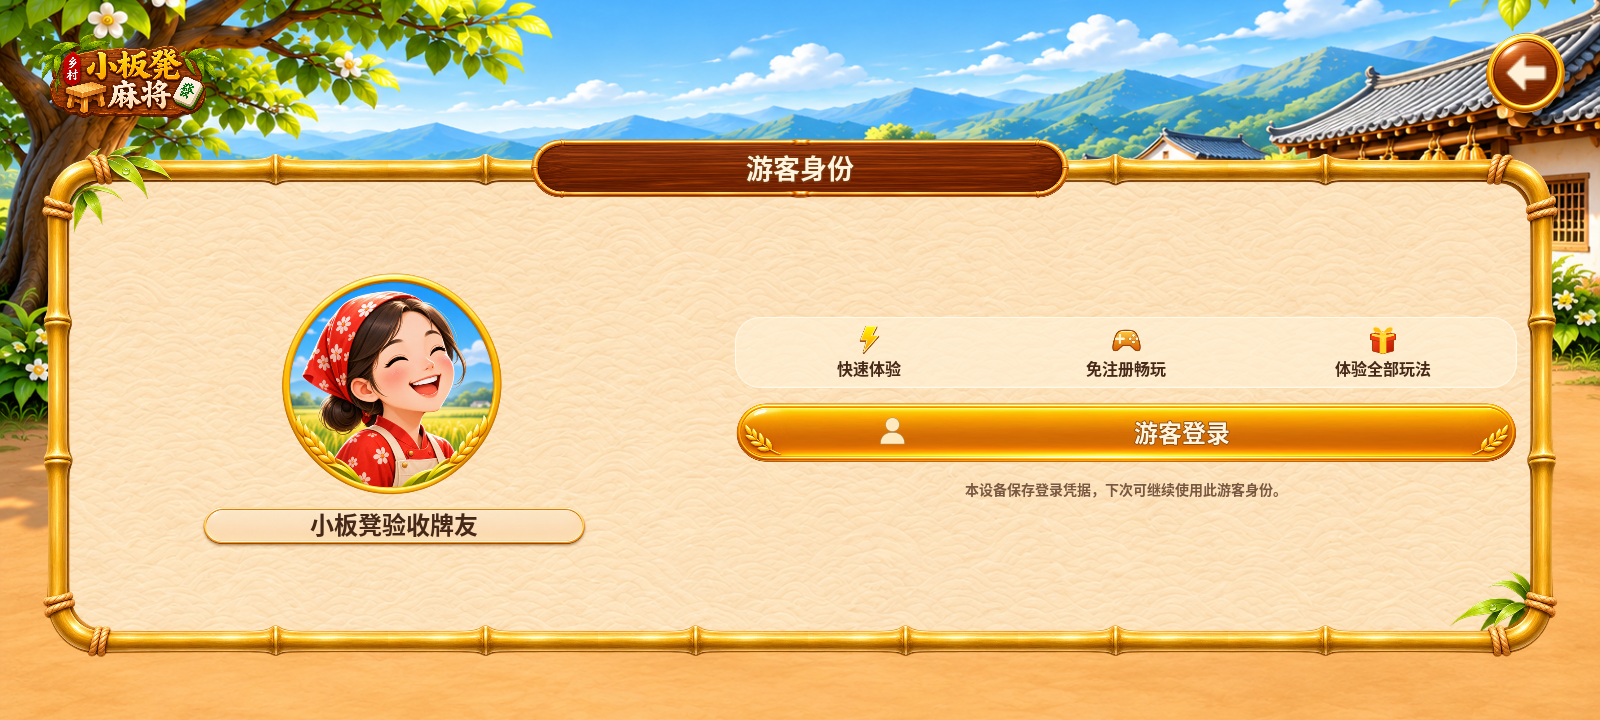 乡村
小板凳
麻将
發
游客身份
快速体验
免注册畅玩
体验全部玩法
游客登录
本设备保存登录凭据，下次可继续使用此游客身份。
小板凳验收牌友